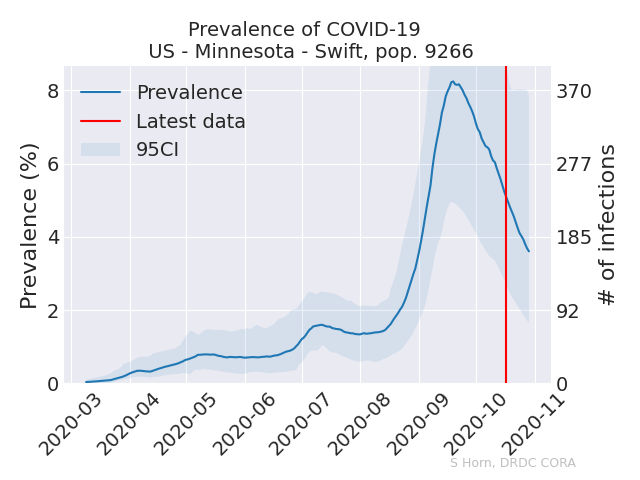 Prevalence of COVID-19
US - Minnesota - Swift, pop. 9266
Prevalence
Latest data
95CI
Prevalence (%)
8
6
4
2
0
# of infections
370
277
185
92
0
2020-03
2020-04
2020-05
2020-06
2020-07
2020-08
2020-09
2020-10
2020-11
S Horn, DRDC CORA